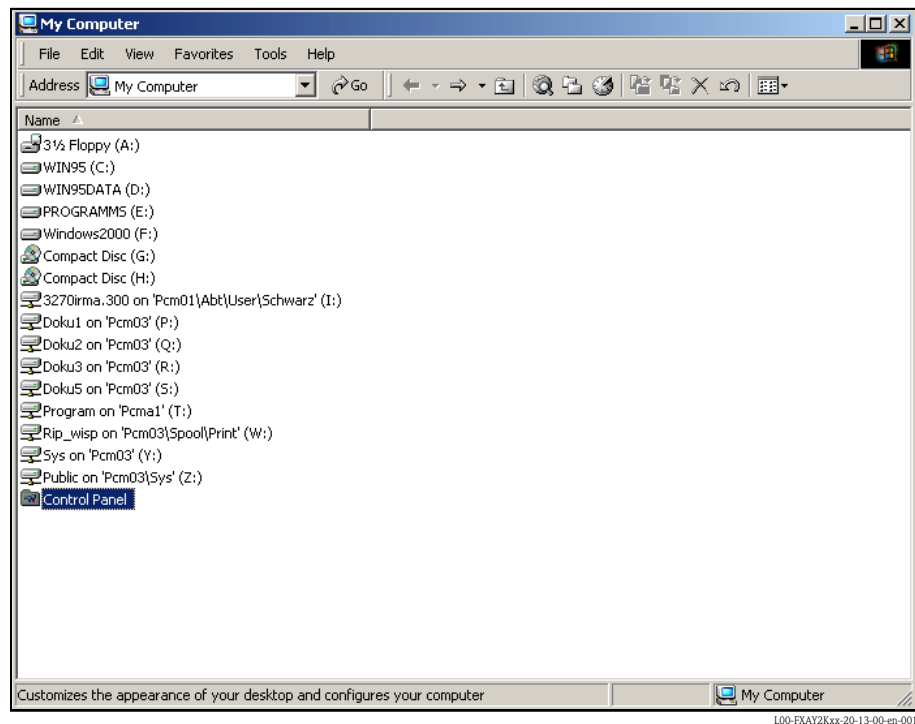 My Computer
File Edit View Favorites Tools Help
Address My Computer Go
Name
3½ Floppy (A:)
WIN95 (C:)
WIN95DATA (D:)
PROGRAMMS (E:)
Windows2000 (F:)
Compact Disc (G:)
Compact Disc (H:)
3270irma.300 on 'Pcm01\Abt\User\Schwarz' (I:)
Doku1 on 'Pcm03' (P:)
Doku2 on 'Pcm03' (Q:)
Doku3 on 'Pcm03' (R:)
Doku5 on 'Pcm03' (S:)
Program on 'Pcma1' (T:)
Rip_wisp on 'Pcm03\Spool\Print' (W:)
Sys on 'Pcm03' (Y:)
Public on 'Pcm03\Sys' (Z:)
Control Panel
Customizes the appearance of your desktop and configures your computer My Computer
L00-FXAY2Kxx-20-13-00-en-001